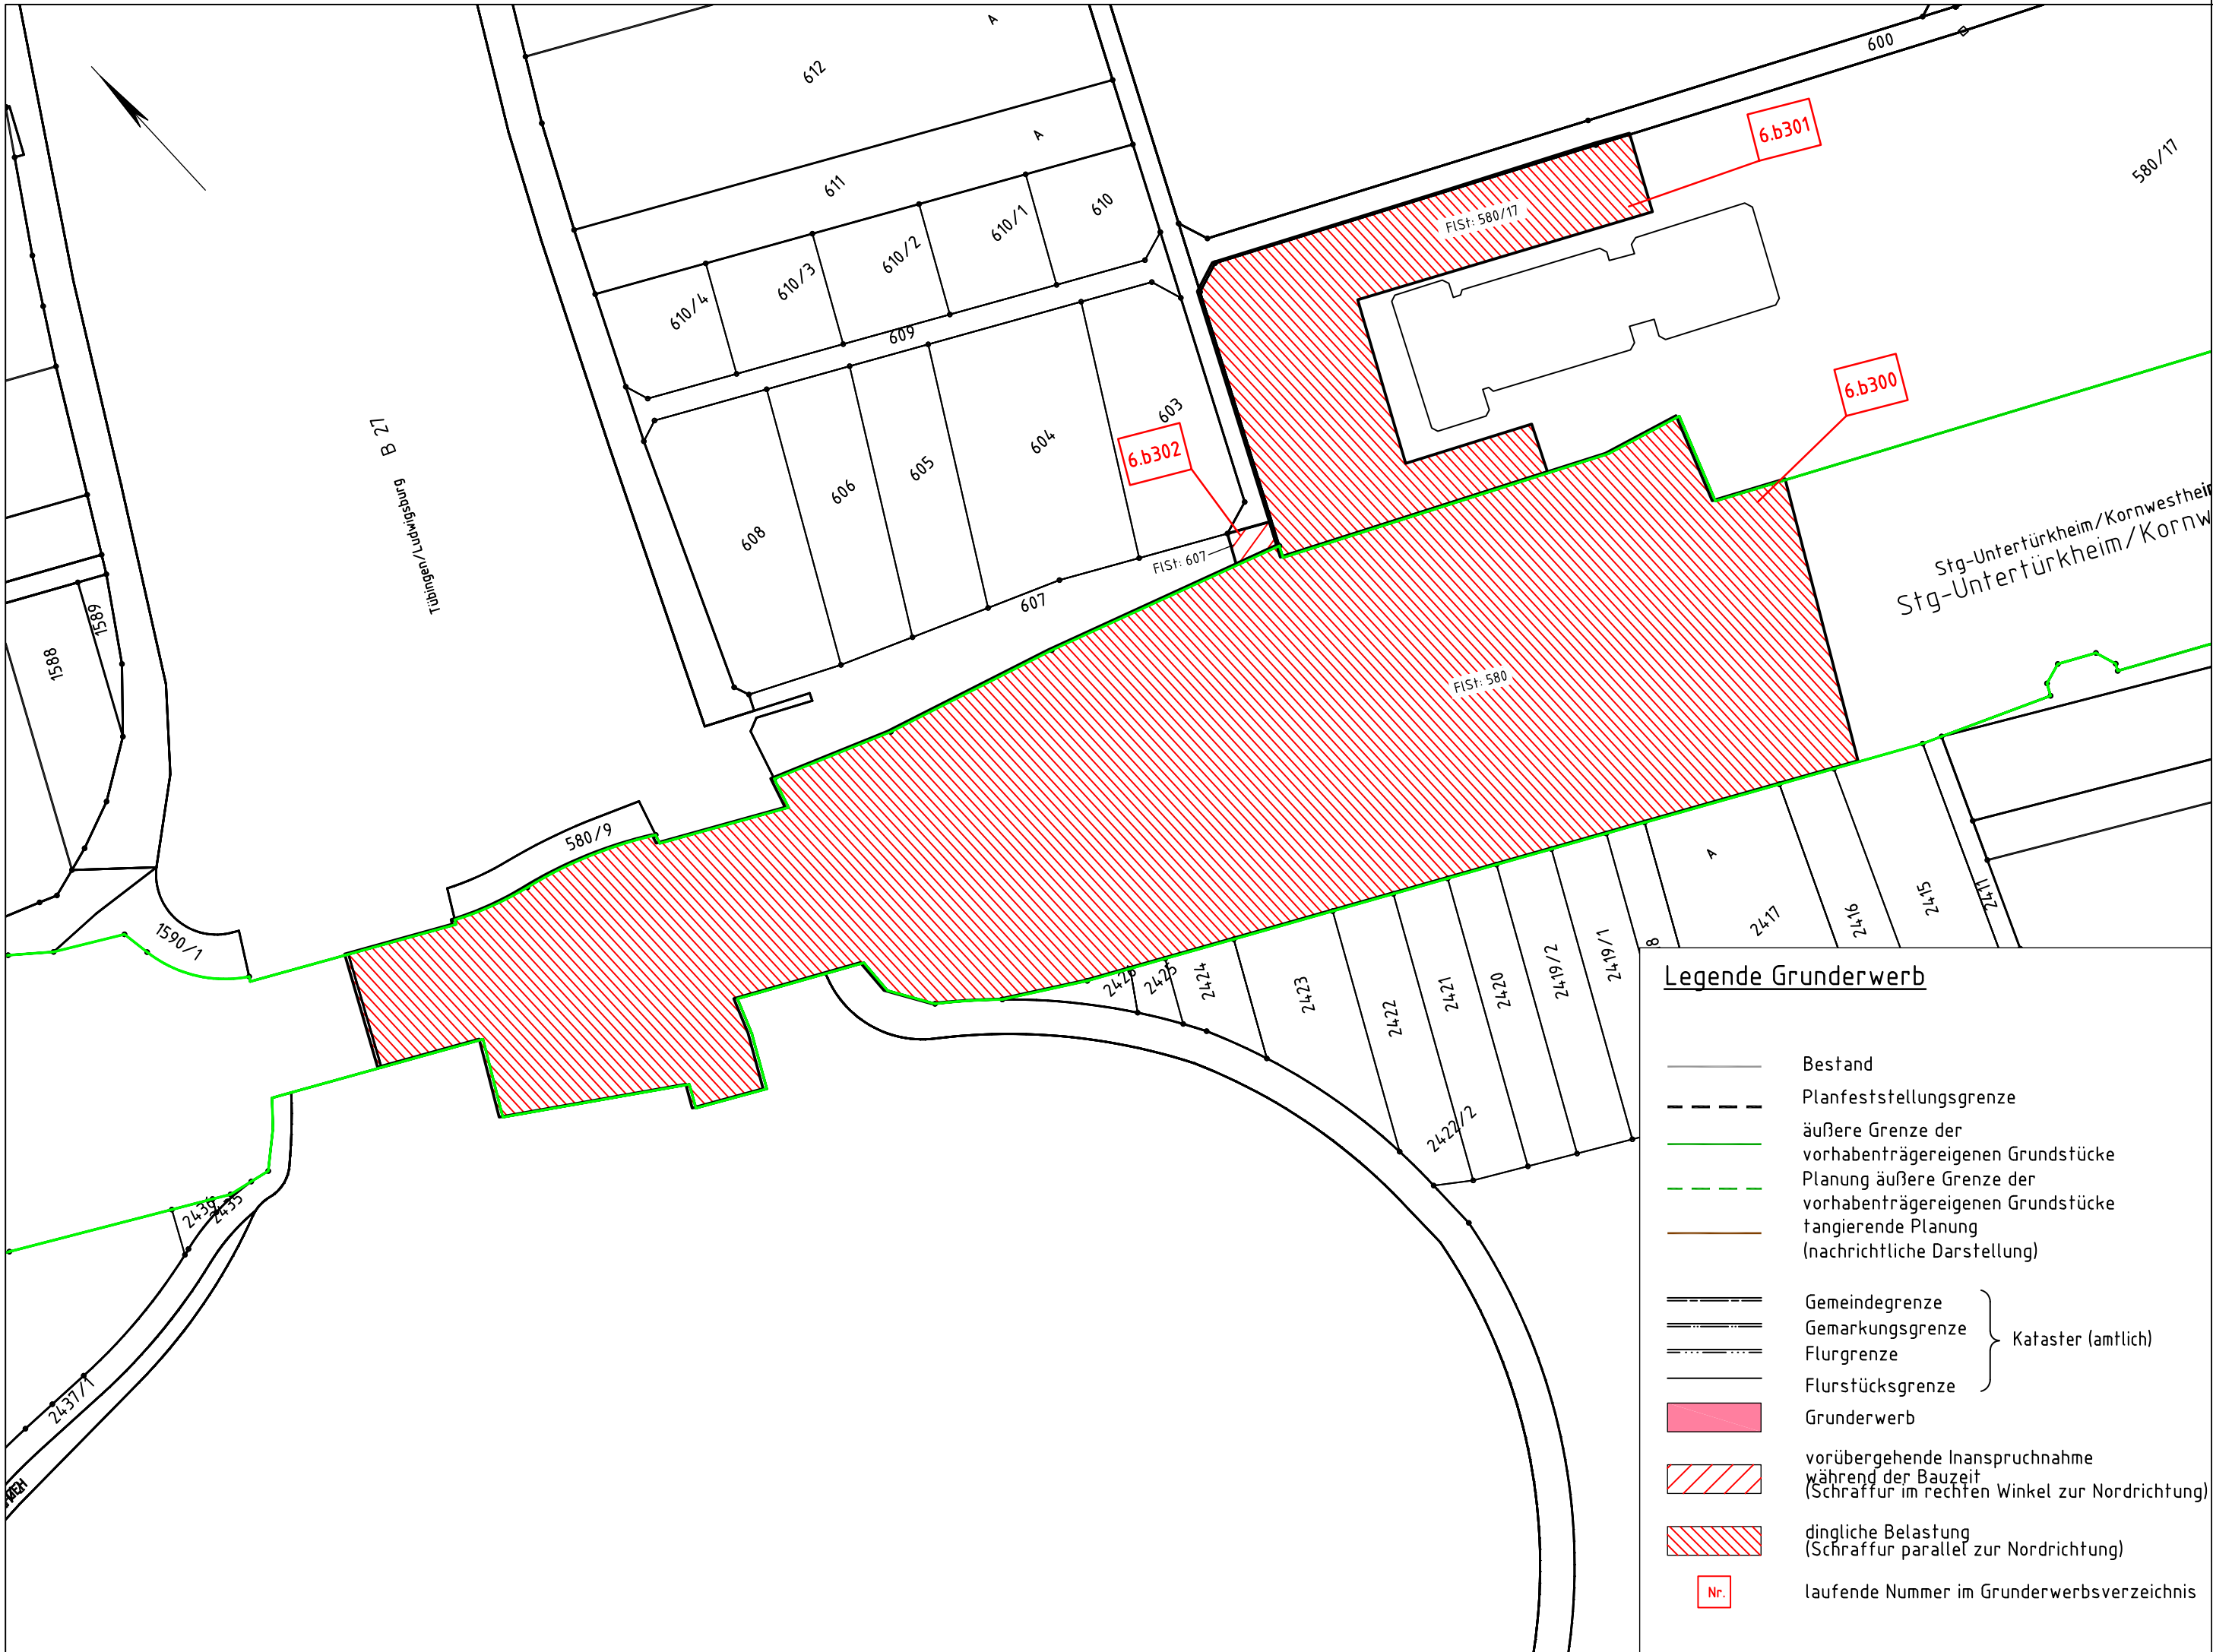 A
612
600
6.b301
A
580/17
611
610
FlSt: 580/17
610/1
610/2
610/3
610/4
609
6.b300
603
B 27
604
6.b302
605
606
Tübingen/Ludwigsburg
608
FlSt: 607
Stg-Untertürkheim/Kornwestheim
Stg-Untertürkheim/Kornw
607
1589
1588
FlSt: 580
580/9
A
2411
2415
2416
2417
1590/1
2425
2424
2423
2422
2421
2420
2419/2
2419/1
2422/2
2435
2437/1
Legende Grunderwerb
Bestand
Planfeststellungsgrenze
äußere Grenze der
vorhabenträgereigenen Grundstücke
Planung äußere Grenze der
vorhabenträgereigenen Grundstücke
tangierende Planung
(nachrichtliche Darstellung)
Gemeindegrenze
Gemarkungsgrenze
Kataster (amtlich)
Flurgrenze
Flurstücksgrenze
Grunderwerb
vorübergehende Inanspruchnahme
während der Bauzeit
(Schraffur im rechten Winkel zur Nordrichtung)
dingliche Belastung
(Schraffur parallel zur Nordrichtung)
Nr.
laufende Nummer im Grunderwerbsverzeichnis